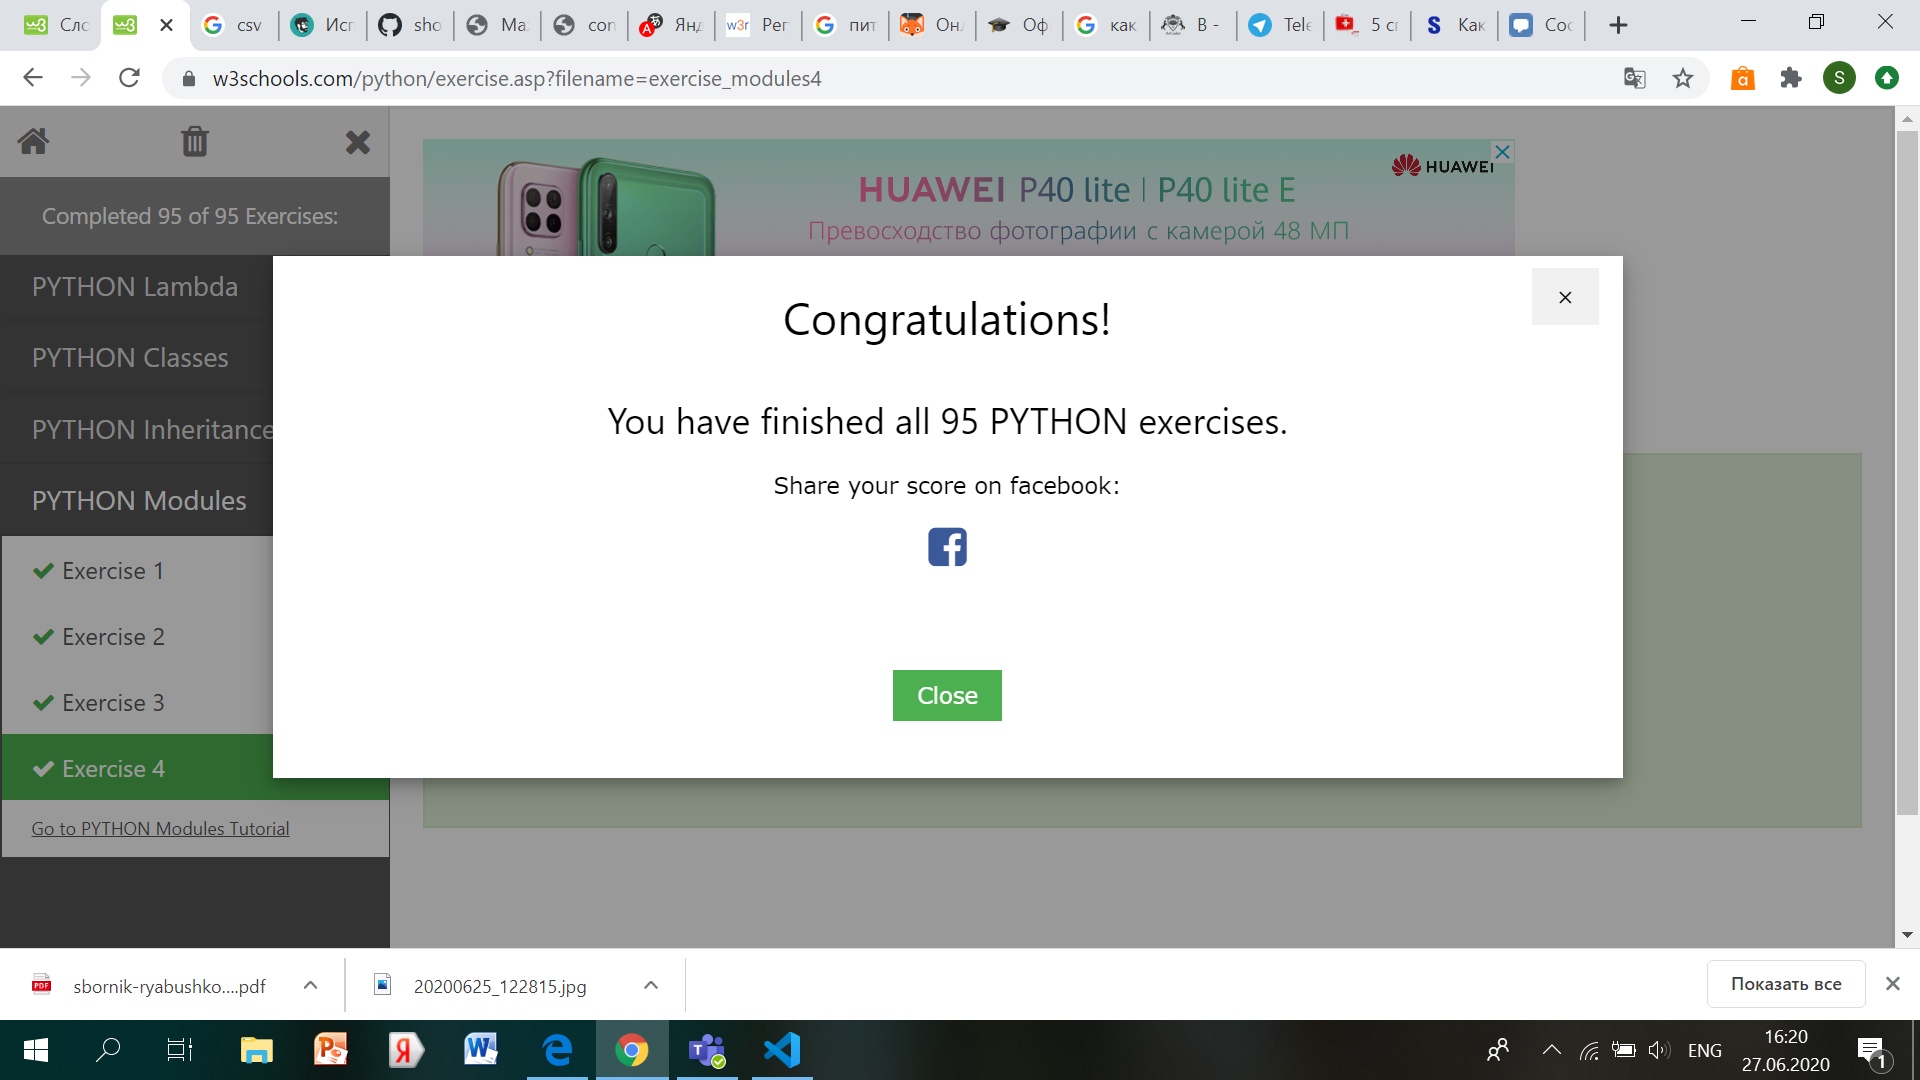 Сло
csv
Исп
sho
Ma
con
Янд
w3r
Рег
пит
Онл
Оф
как
В -
Tele
5 сп
S
Как
Сос
w3schools.com/python/exercise.asp?filename=exercise_modules4
S
Completed 95 of 95 Exercises:
PYTHON Lambda
PYTHON Classes
PYTHON Inheritance
PYTHON Modules
Exercise 1
Exercise 2
Exercise 3
Exercise 4
Go to PYTHON Modules Tutorial
HUAWEI P40 lite | P40 lite E
Превосходство фотографии с камерой 48 МП
HUAWEI
Congratulations!
You have finished all 95 PYTHON exercises.
Share your score on facebook:
Close
sbornik-ryabushko....pdf
20200625_122815.jpg
Показать все
ENG
16:20
27.06.2020
1